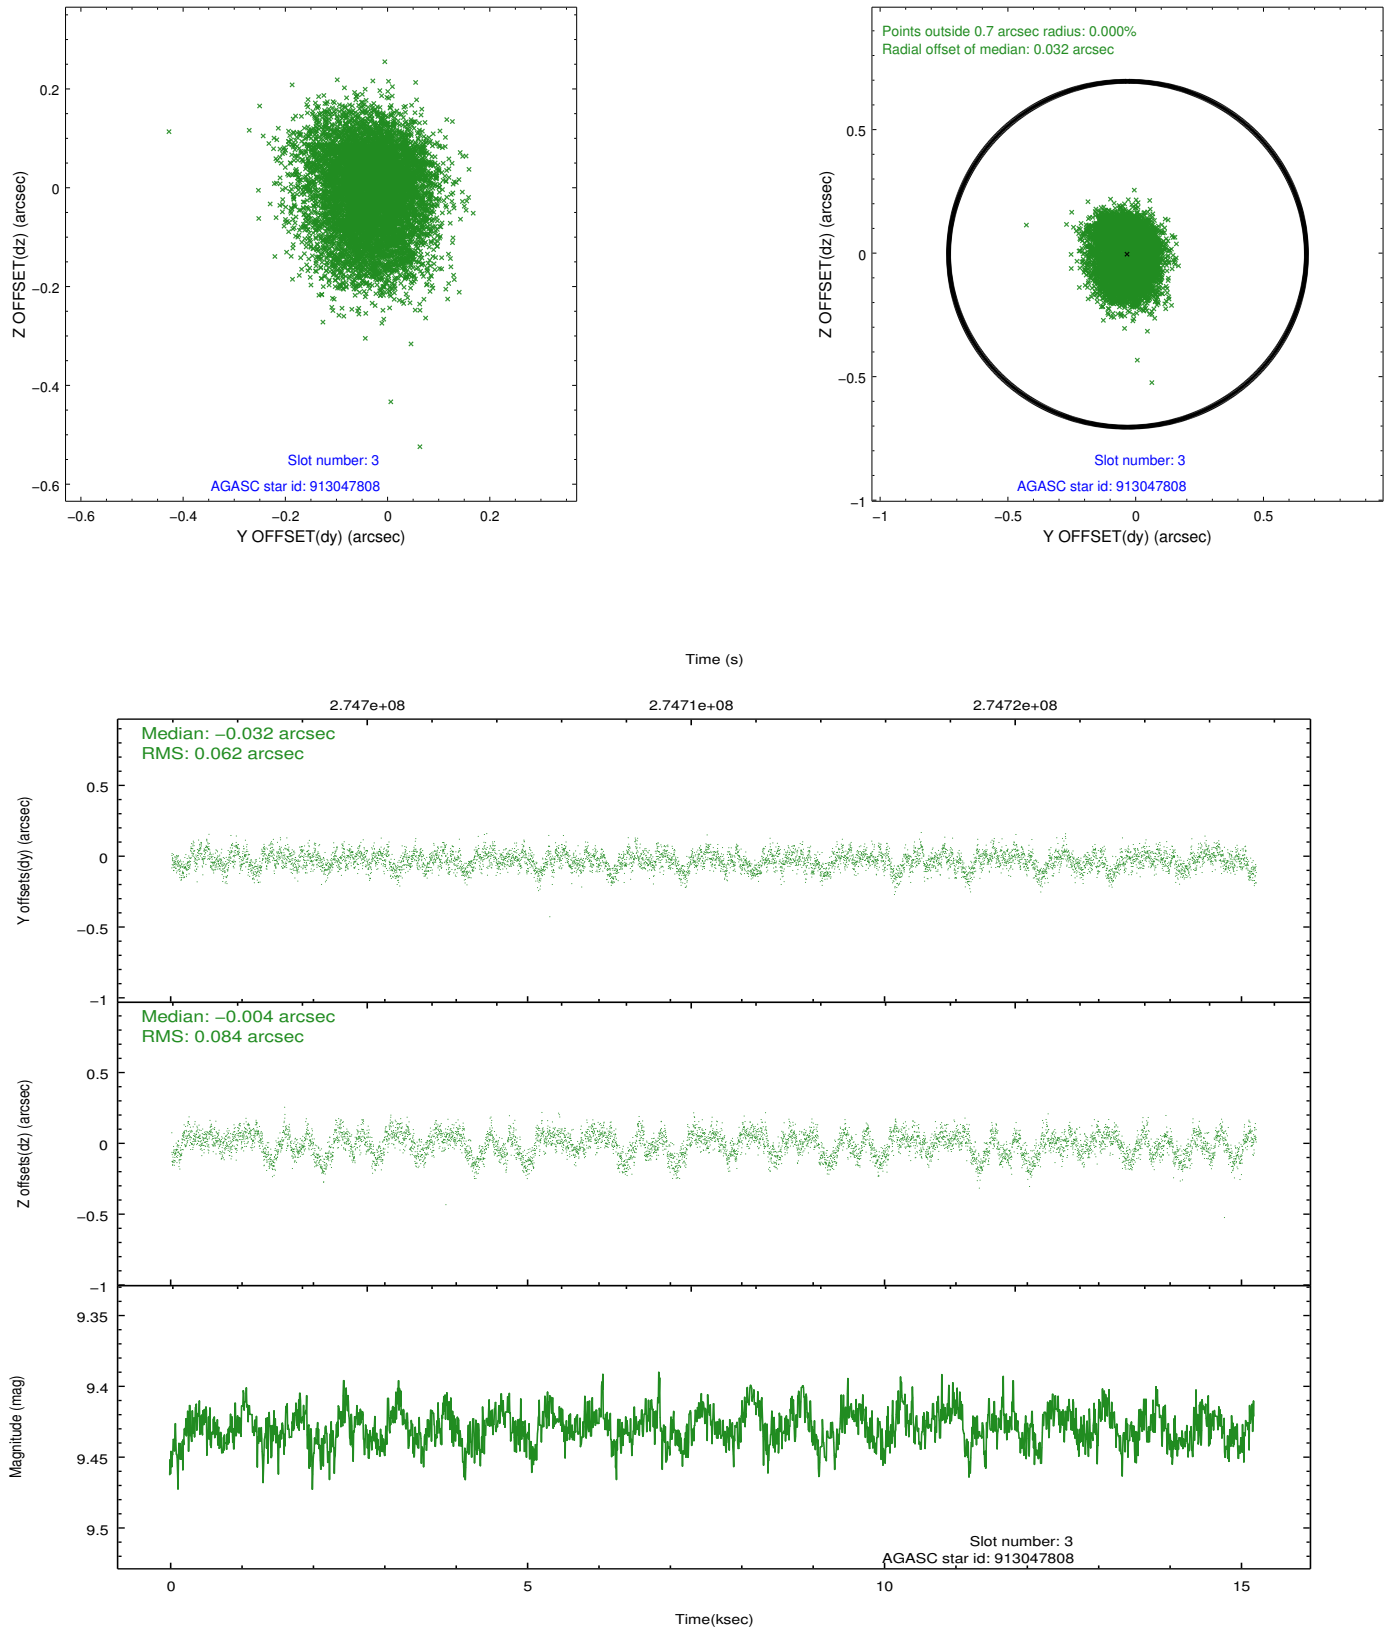 0.2
0
−0.2
−0.4
−0.6
Z OFFSET(dz) (arcsec)
Slot number: 3
AGASC star id: 913047808
−0.6
−0.4
−0.2
0
0.2
Y OFFSET(dy) (arcsec)
Points outside 0.7 arcsec radius: 0.000%
Radial offset of median: 0.032 arcsec
0.5
0
−0.5
−1
Z OFFSET(dz) (arcsec)
Slot number: 3
AGASC star id: 913047808
−1
−0.5
0
0.5
Y OFFSET(dy) (arcsec)
Time (s)
2.747e+08
2.7471e+08
2.7472e+08
Median: −0.032 arcsec
RMS: 0.062 arcsec
0.5
0
−0.5
−1
Y offsets(dy) (arcsec)
Median: −0.004 arcsec
RMS: 0.084 arcsec
0.5
0
−0.5
−1
Z offsets(dz) (arcsec)
9.35
9.4
9.45
9.5
Magnitude (mag)
Slot number: 3
AGASC star id: 913047808
0
5
10
15
Time(ksec)